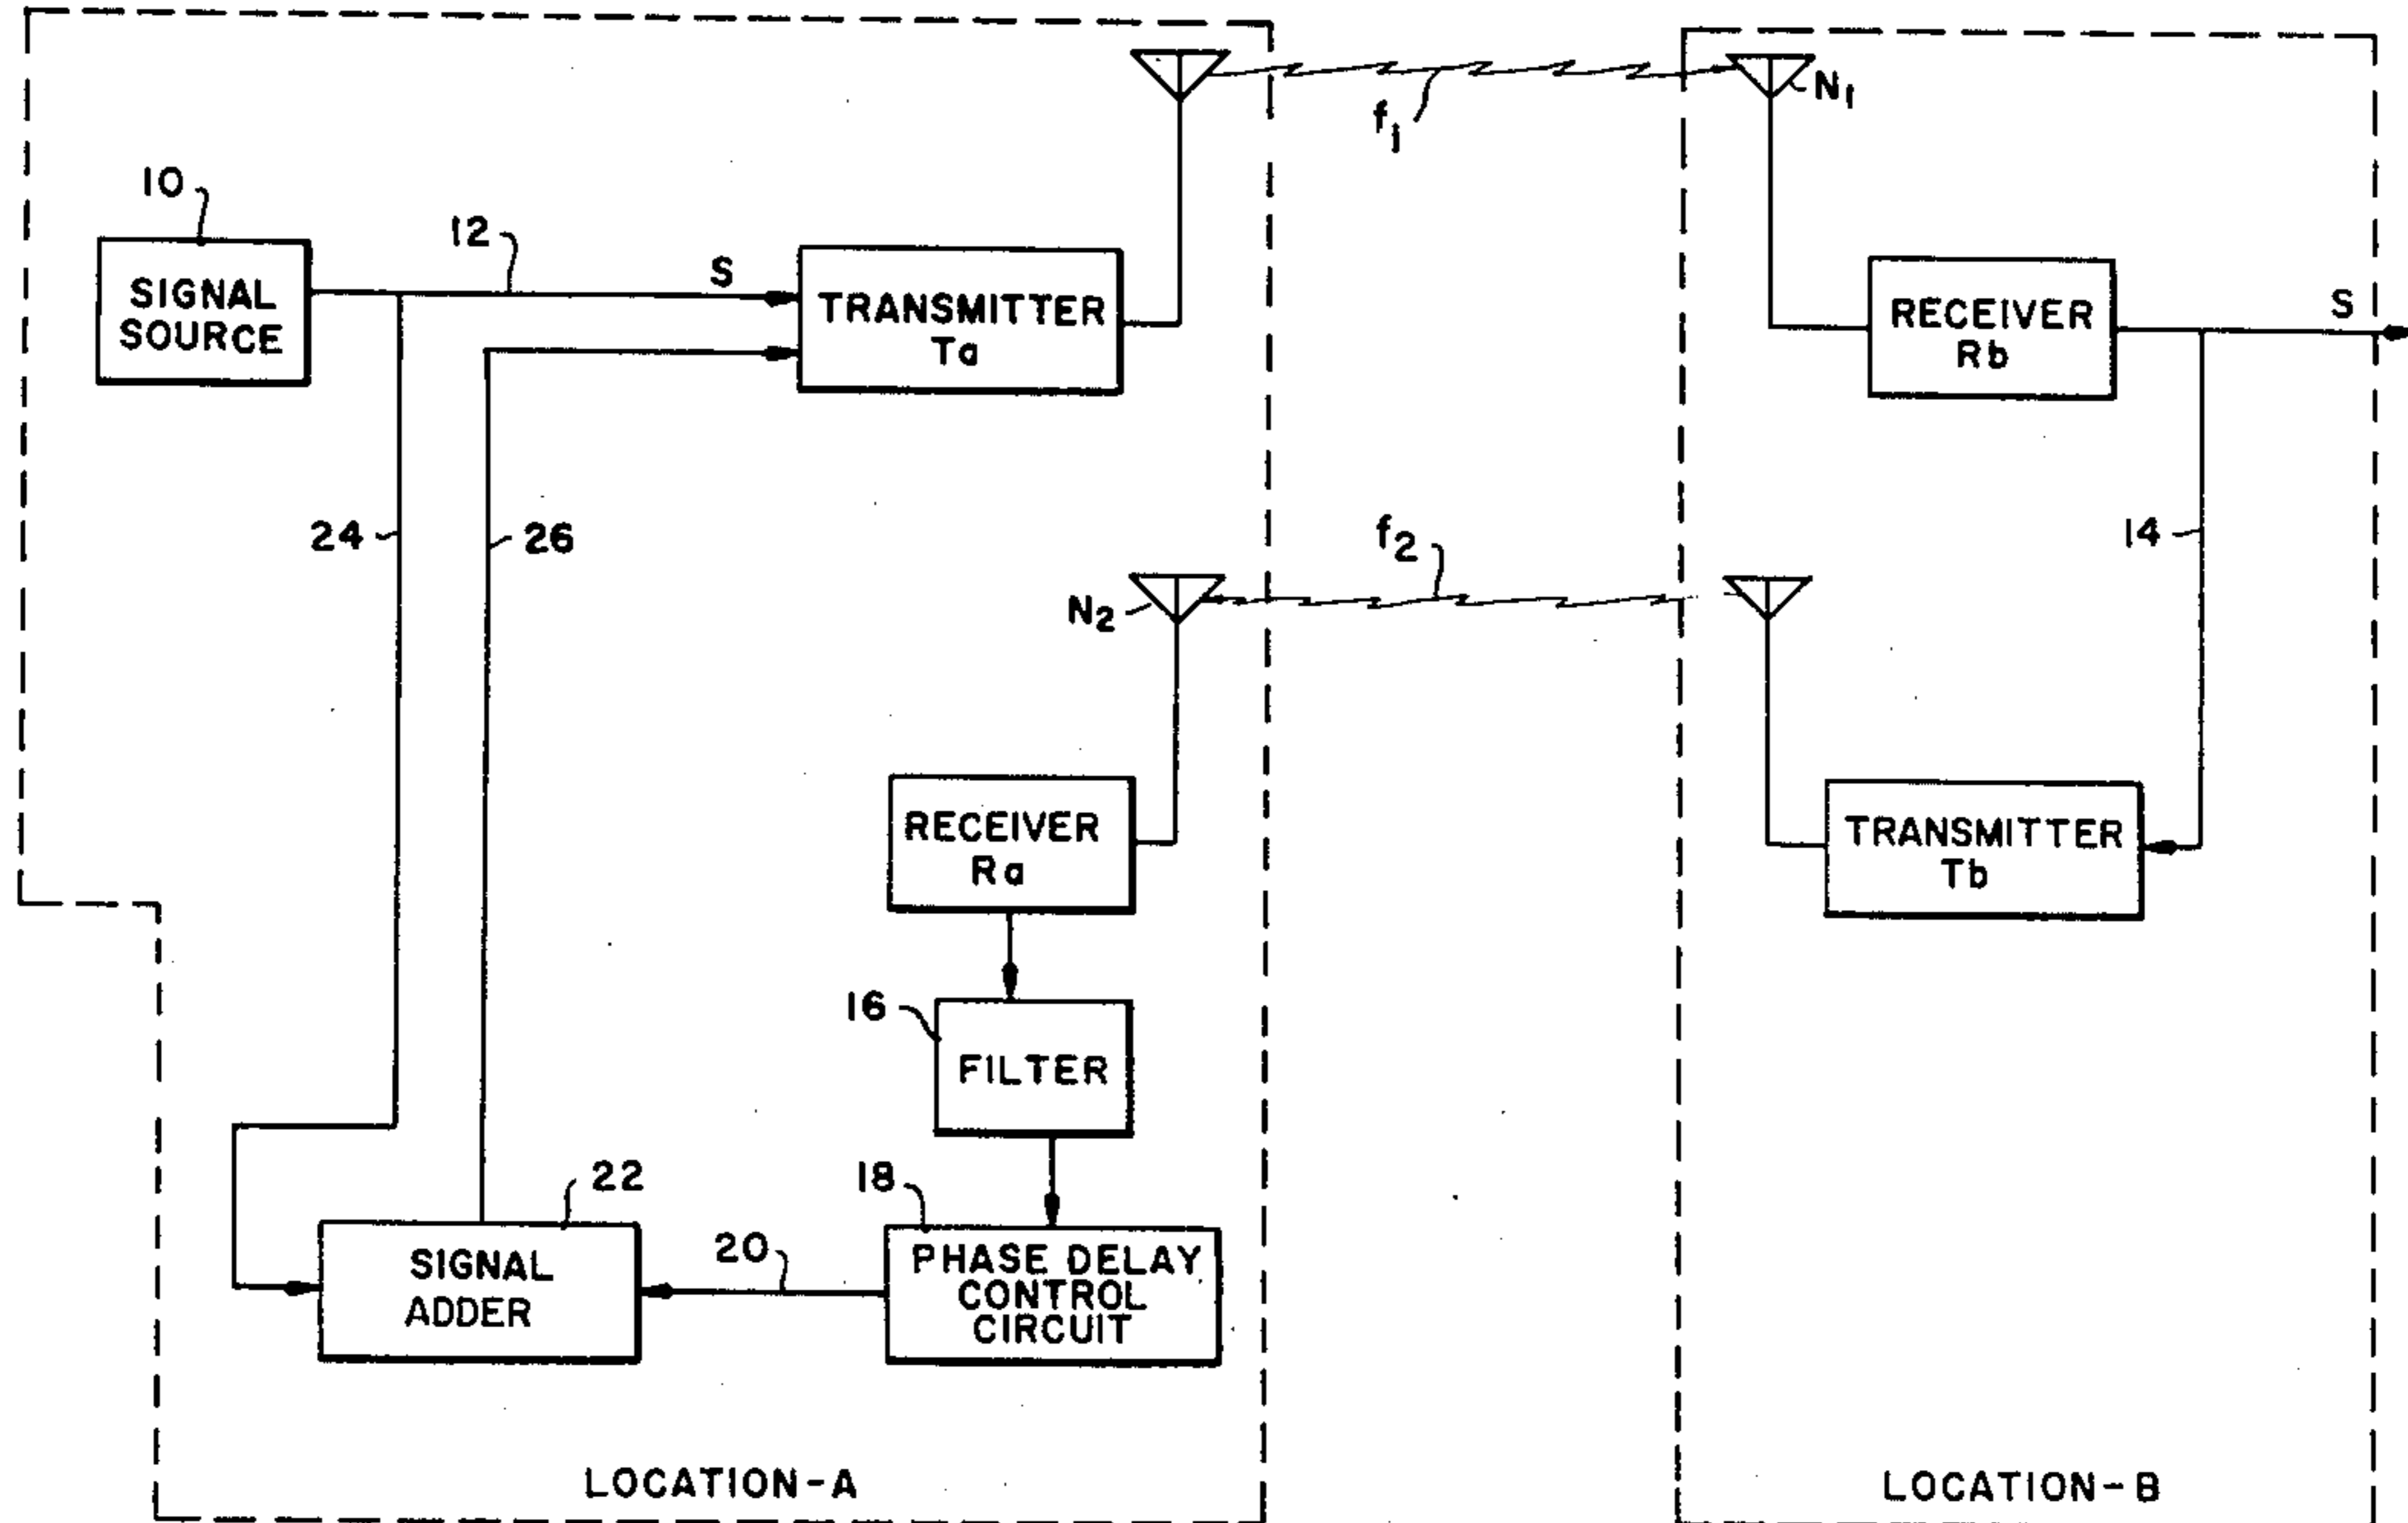 N₁
f₁
10
12
S
SIGNAL
SOURCE
TRANSMITTER
Ta
RECEIVER
Rb
S
24
26
f₂
14
N₂
RECEIVER
Ra
TRANSMITTER
Tb
16
FILTER
22
18
20
SIGNAL
ADDER
PHASE DELAY
CONTROL
CIRCUIT
LOCATION-A
LOCATION-B